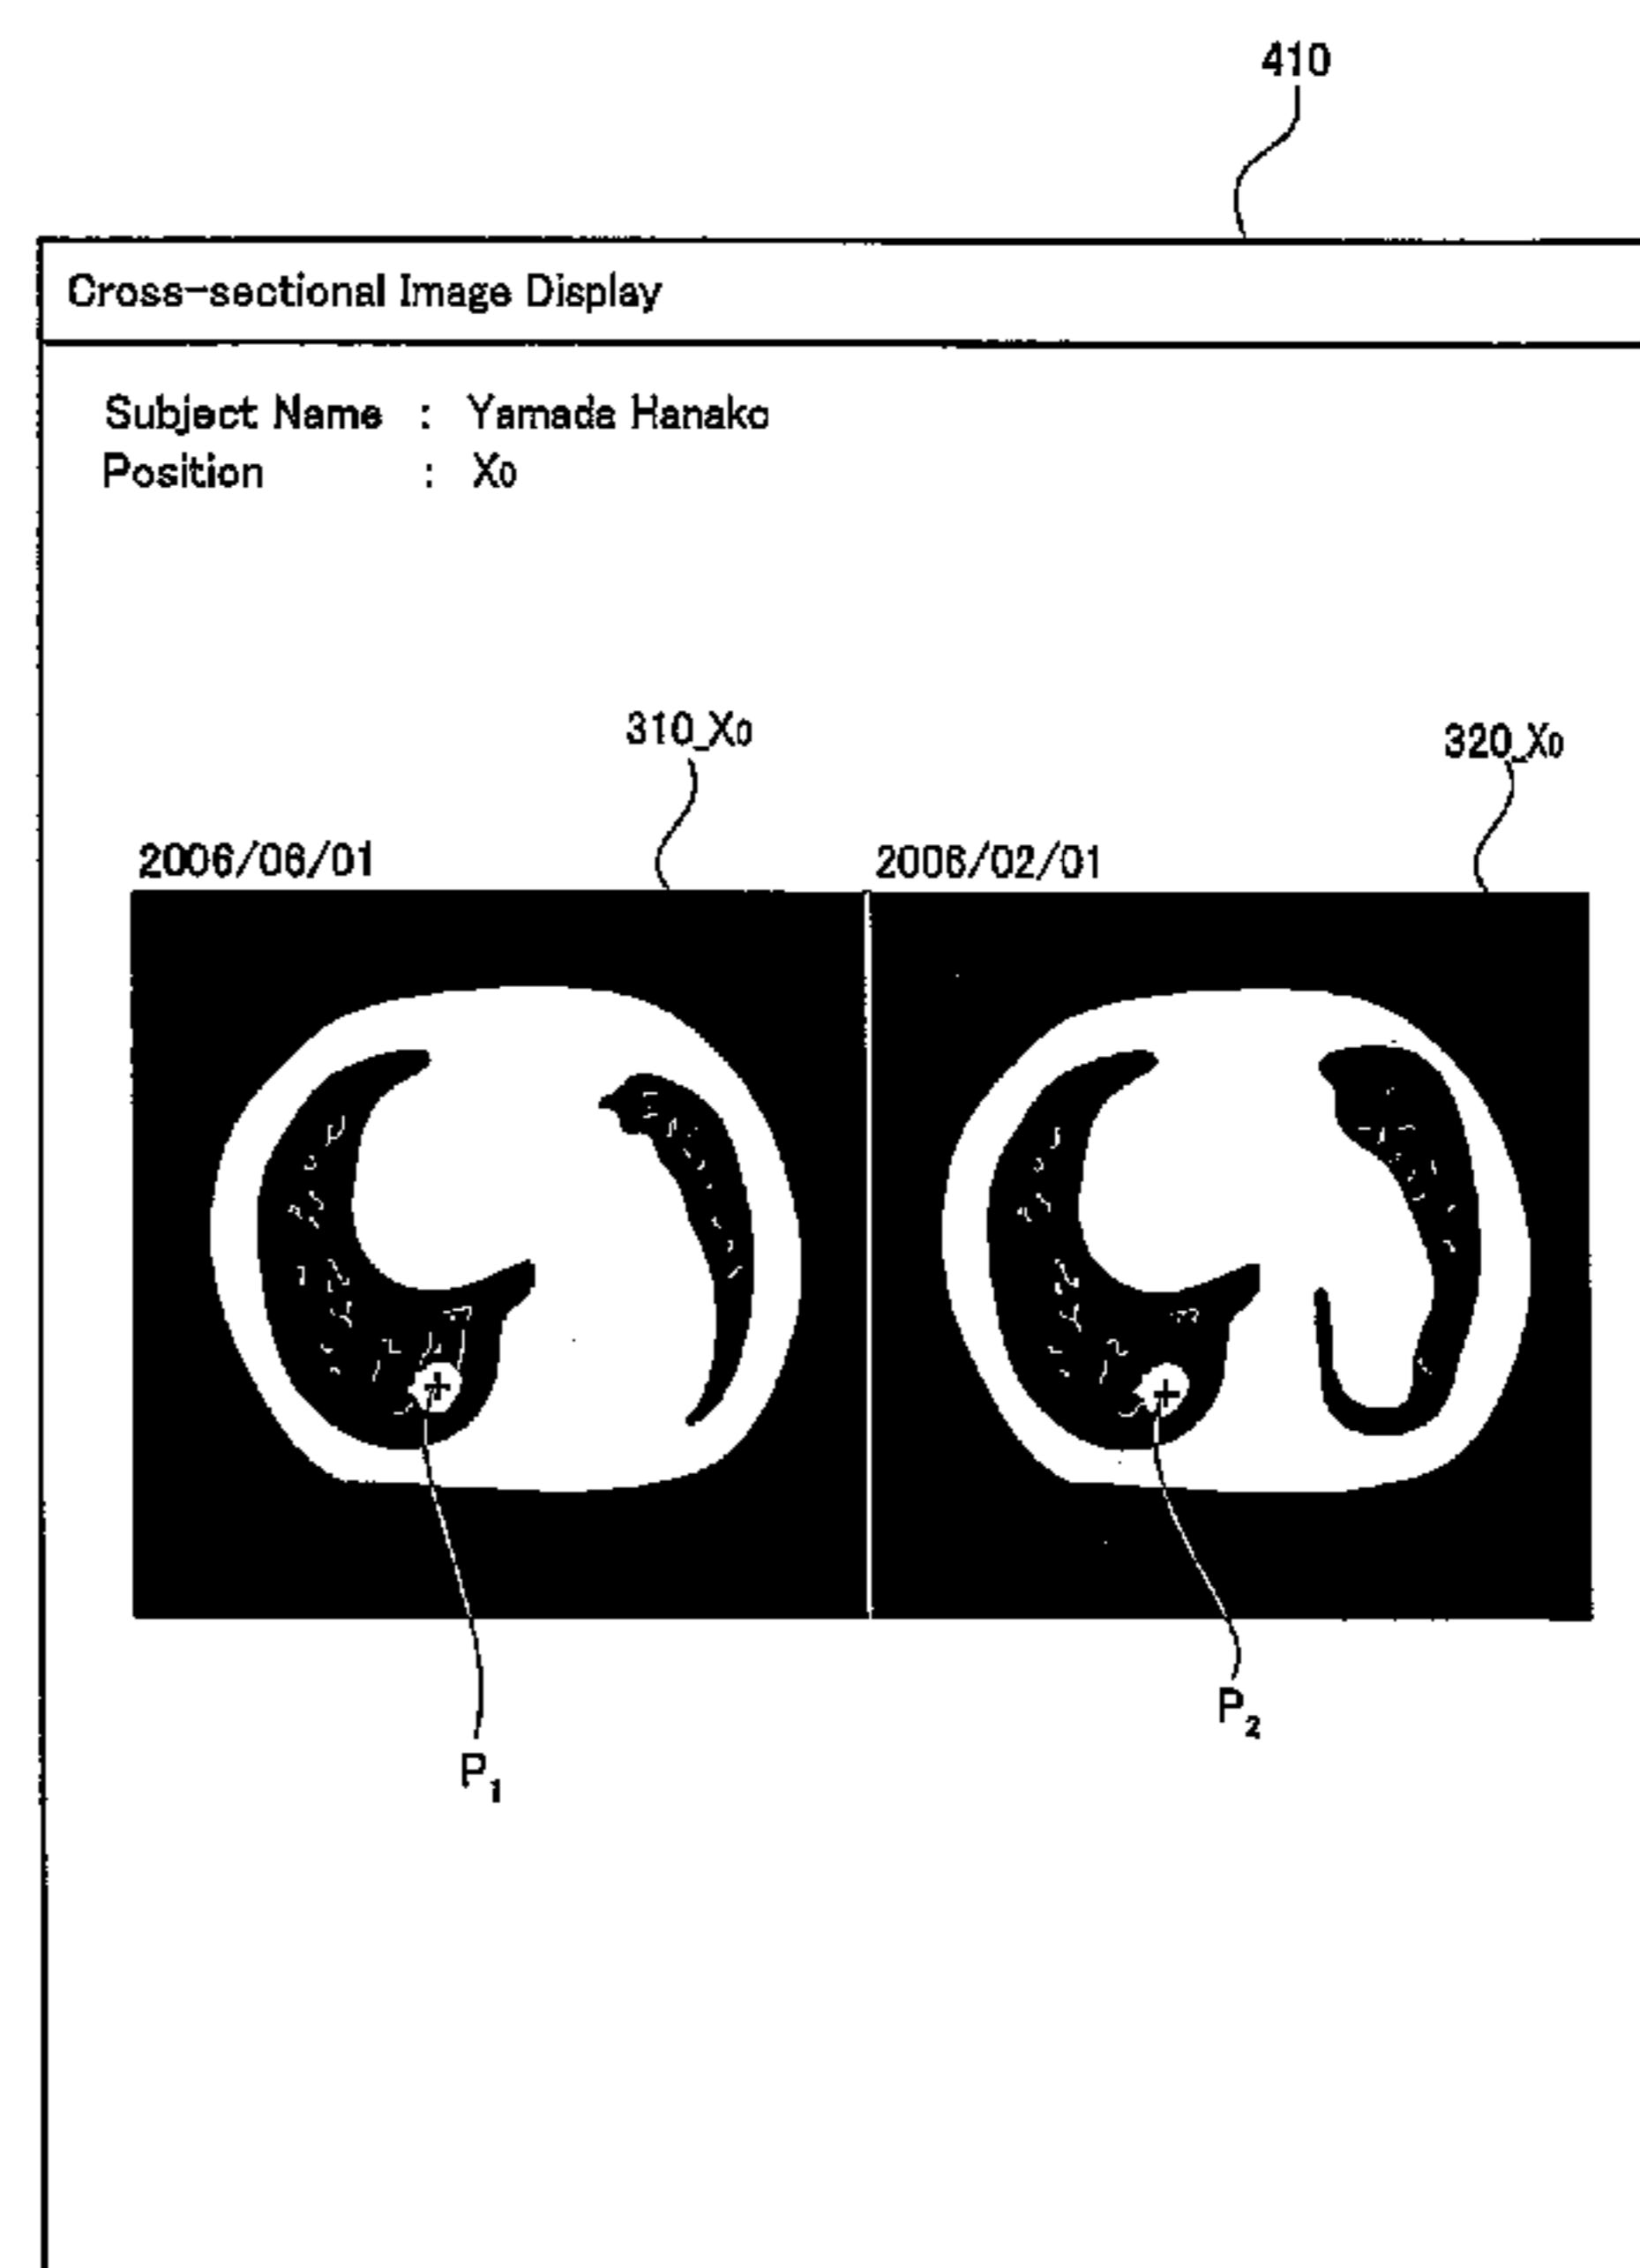 410
Cross-sectional Image Display
Subject Name : Yamada Hanako
Position : X0
310_X0 320_X0
2006/06/01 2006/02/01
P2
P1